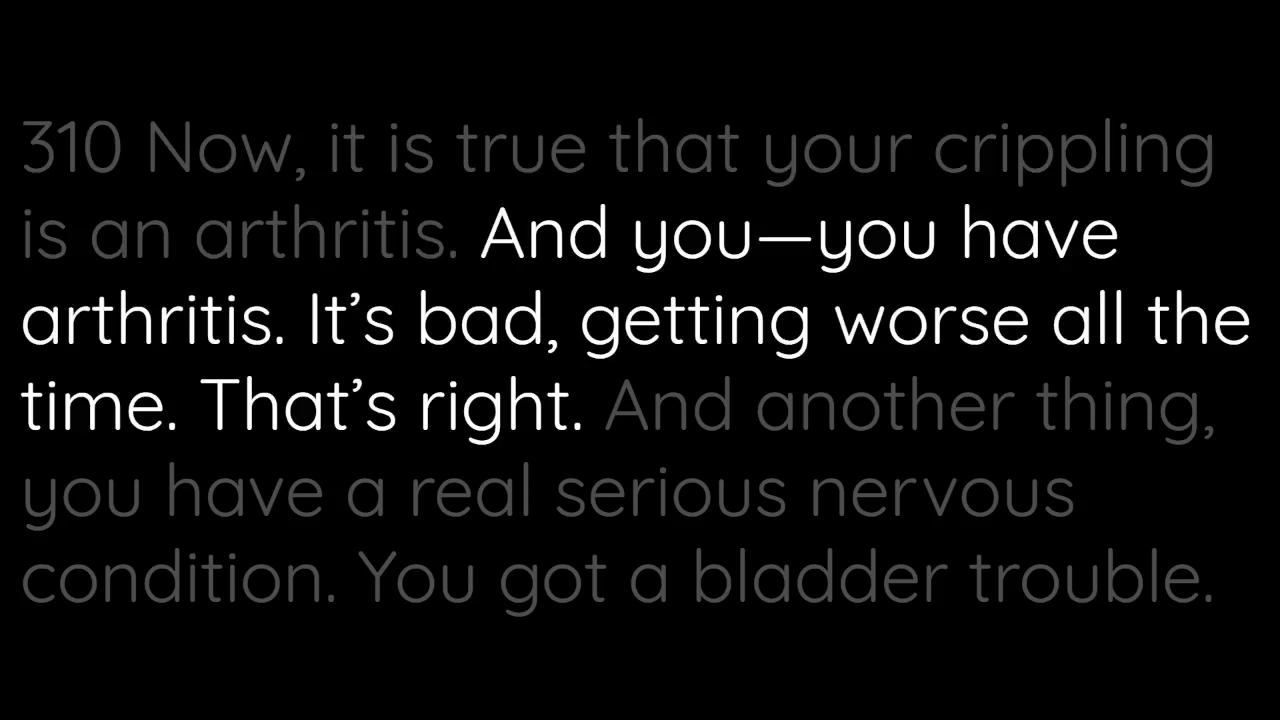 310 Now, it is true that your crippling
is an arthritis. And you—you have
arthritis. It’s bad, getting worse all the
time. That’s right. And another thing,
you have a real serious nervous
condition. You got a bladder trouble.